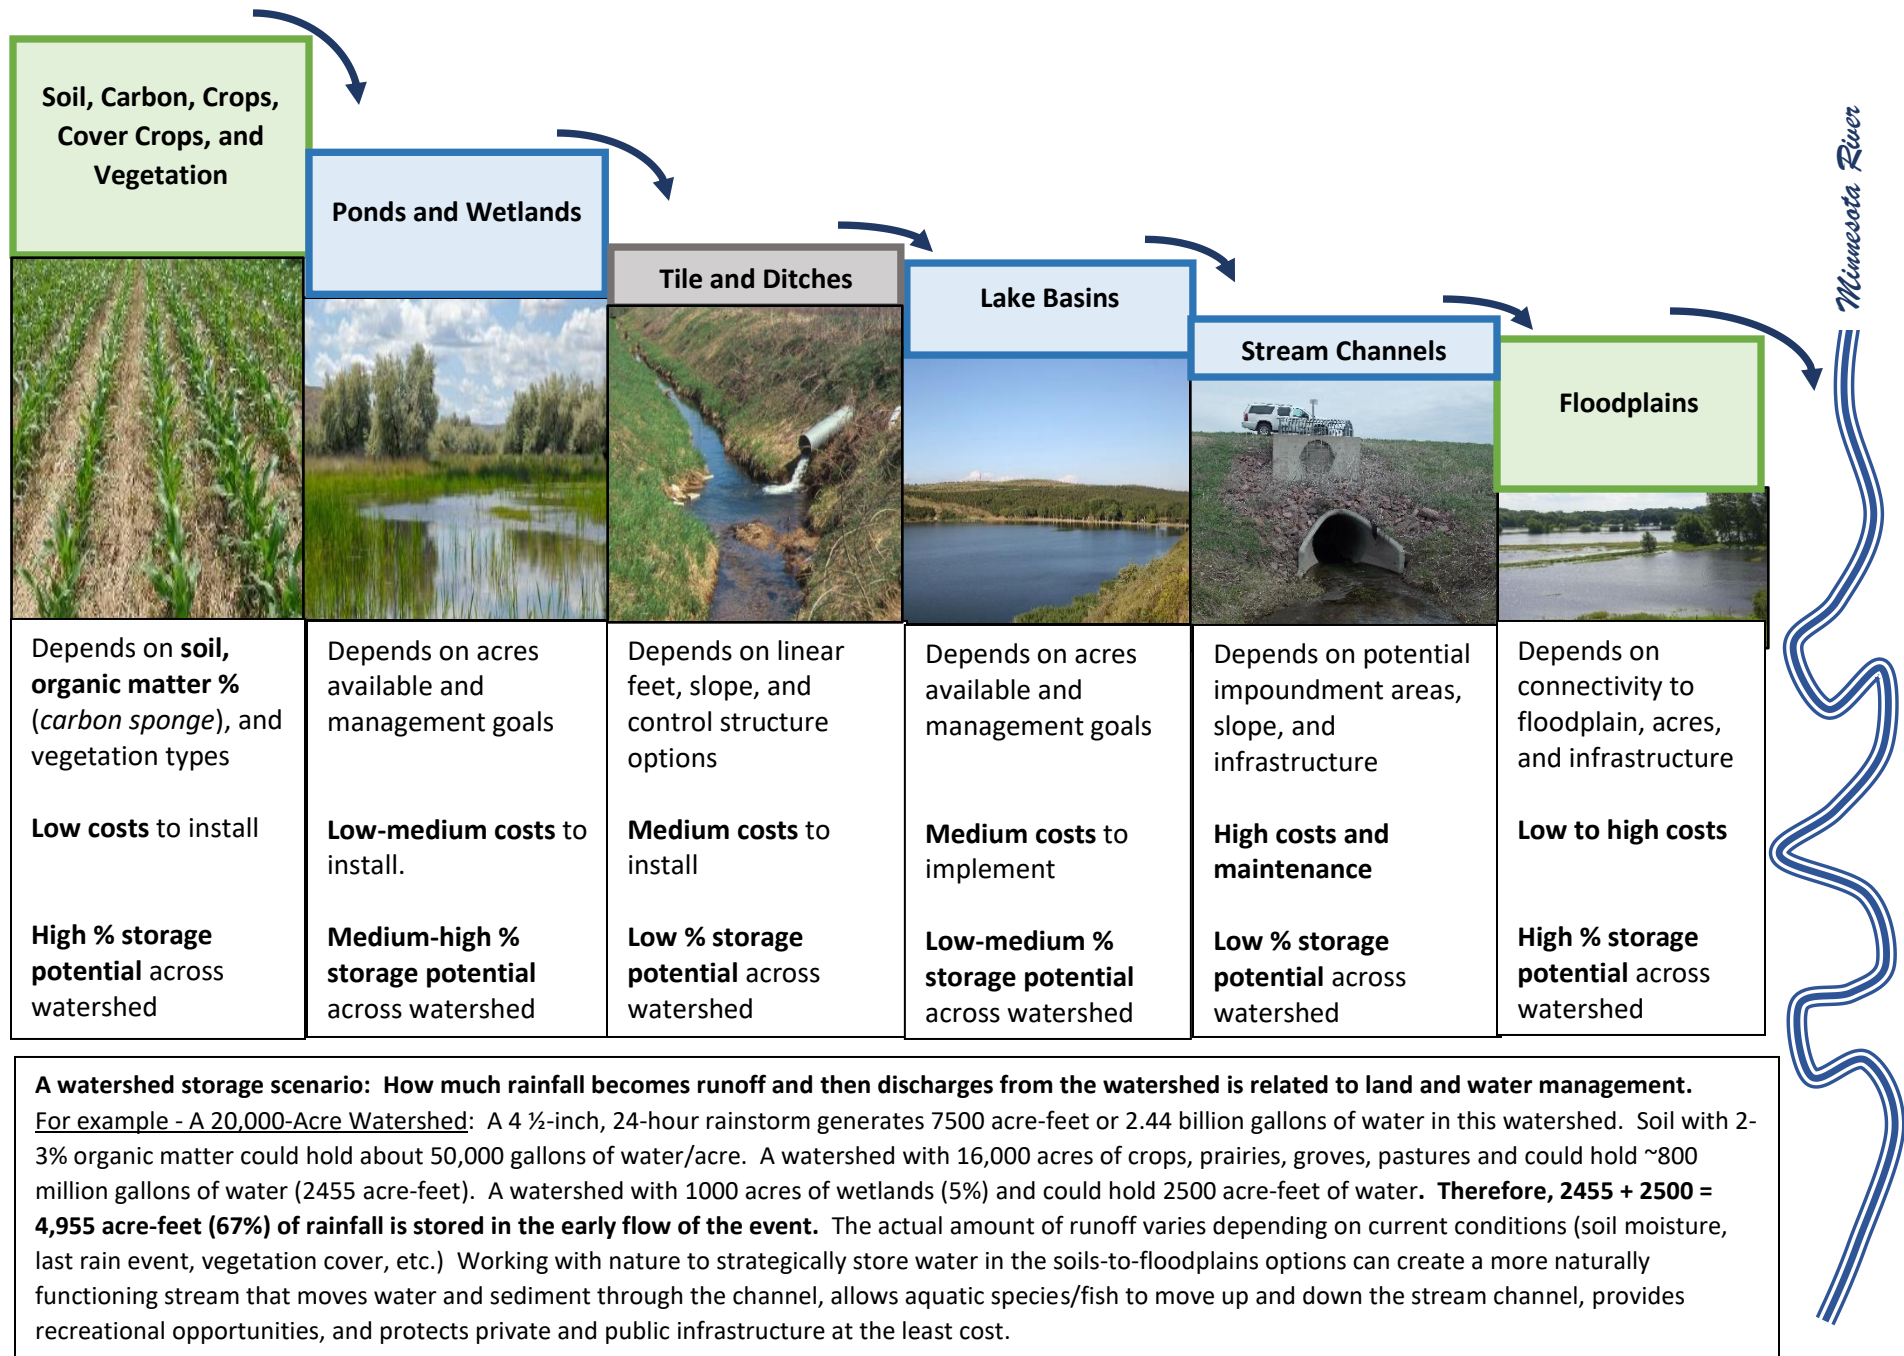 Soil, Carbon, Crops,
Cover Crops, and
Vegetation
Ponds and Wetlands
Tile and Ditches
Lake Basins
Stream Channels
Floodplains
Minnesota River
Depends on soil,
organic matter %
(carbon sponge), and
vegetation types
Low costs to install
High % storage
potential across
watershed
Depends on acres
available and
management goals
Low-medium costs to
install.
Medium-high %
storage potential
across watershed
Depends on linear
feet, slope, and
control structure
options
Medium costs to
install
Low % storage
potential across
watershed
Depends on acres
available and
management goals
Medium costs to
implement
Low-medium %
storage potential
across watershed
Depends on potential
impoundment areas,
slope, and
infrastructure
High costs and
maintenance
Low % storage
potential across
watershed
Depends on
connectivity to
floodplain, acres,
and infrastructure
Low to high costs
High % storage
potential across
watershed
A watershed storage scenario:  How much rainfall becomes runoff and then discharges from the watershed is related to land and water management.
For example - A 20,000-Acre Watershed:  A 4 ½-inch, 24-hour rainstorm generates 7500 acre-feet or 2.44 billion gallons of water in this watershed.  Soil with 2-
3% organic matter could hold about 50,000 gallons of water/acre.  A watershed with 16,000 acres of crops, prairies, groves, pastures and could hold ~800
million gallons of water (2455 acre-feet).  A watershed with 1000 acres of wetlands (5%) and could hold 2500 acre-feet of water.  Therefore, 2455 + 2500 =
4,955 acre-feet (67%) of rainfall is stored in the early flow of the event.  The actual amount of runoff varies depending on current conditions (soil moisture,
last rain event, vegetation cover, etc.)  Working with nature to strategically store water in the soils-to-floodplains options can create a more naturally
functioning stream that moves water and sediment through the channel, allows aquatic species/fish to move up and down the stream channel, provides
recreational opportunities, and protects private and public infrastructure at the least cost.